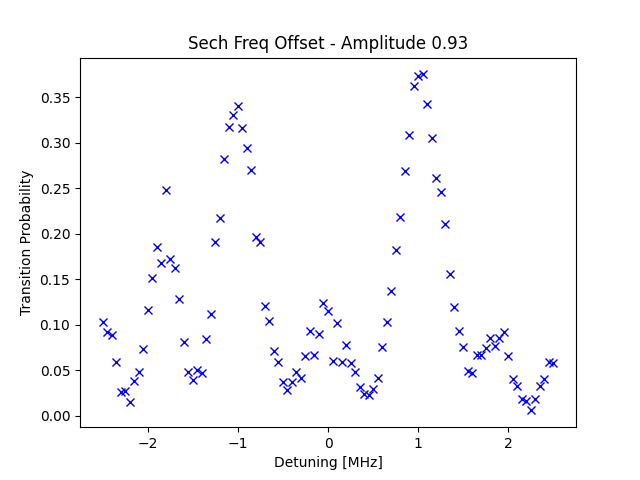 Sech Freq Offset - Amplitude 0.93
Transition Probability
0.35
0.30
0.25
0.20
0.15
0.10
0.05
0.00
−2 −1 0 1 2
Detuning [MHz]